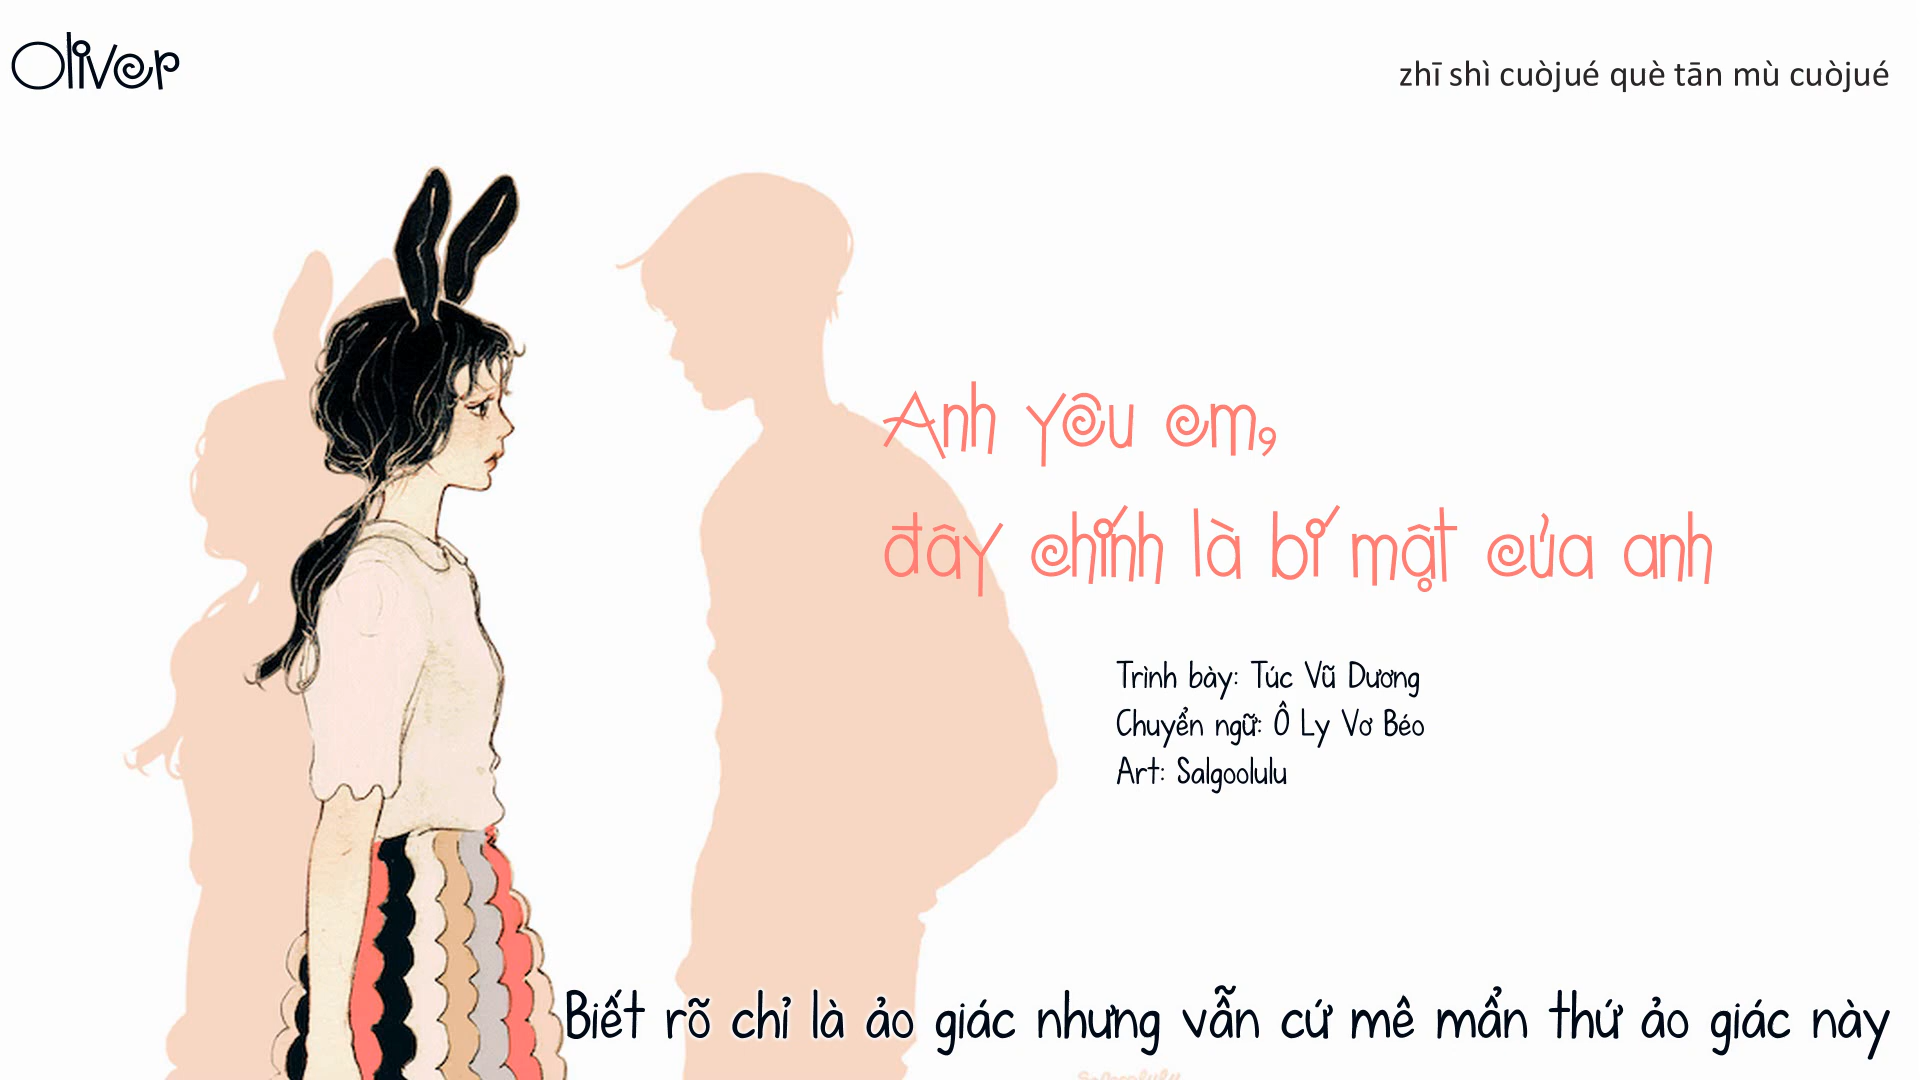 Oliver
zhī shì cuòjué què tān mù cuòjué
Anh yêu em,
đây chính là bí mật của anh
Trình bày: Túc Vũ Dương
Chuyển ngữ: Ô Ly Vơ Béo
Art: Salgoolulu
Biết rõ chỉ là ảo giác nhưng vẫn cứ mê mẩn thứ ảo giác này
Salgoolulu